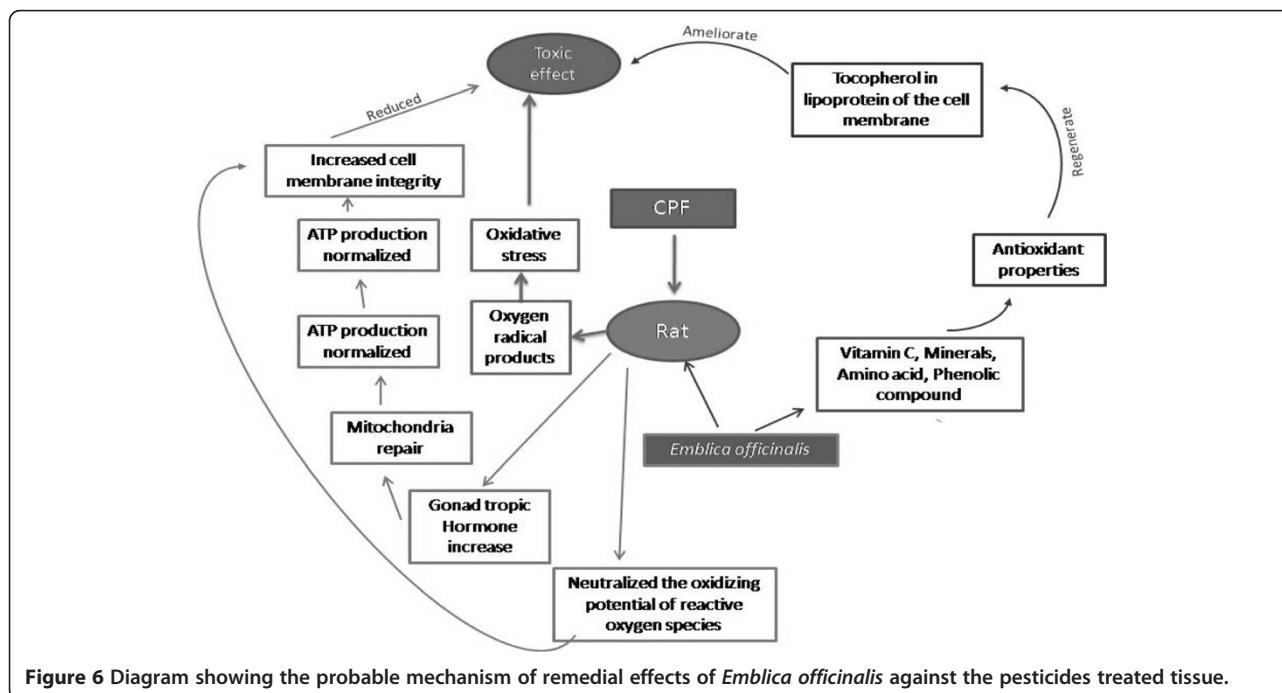 Ameliorate
Toxic
effect
Tocopherol in
lipoprotein of the cell
membrane
Reduced
Regenerate
Increased cell
membrane integrity
CPF
ATP production
normalized
Oxidative
stress
Antioxidant
properties
ATP production
normalized
Oxygen
radical
products
Rat
Vitamin C, Minerals,
Amino acid, Phenolic
compound
Mitochondria
repair
Emblica officinalis
Gonad tropic
Hormone
increase
Neutralized the oxidizing
potential of reactive
oxygen species
Figure 6 Diagram showing the probable mechanism of remedial effects of Emblica officinalis against the pesticides treated tissue.